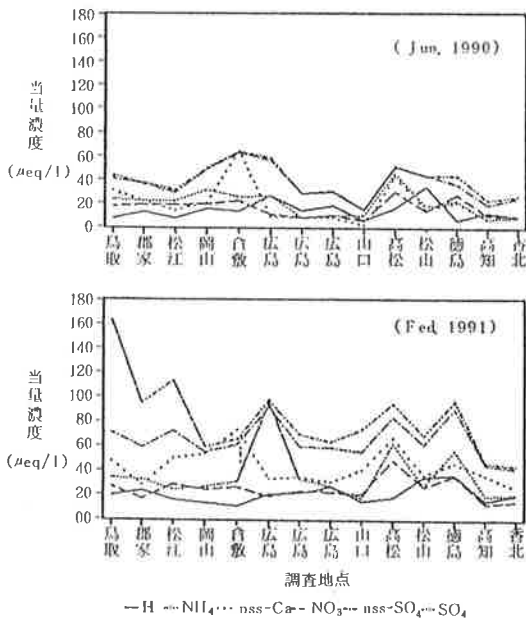 180
160
140
120
100
80
60
40
20
0
当量濃度
(μeq/l)
(Jun, 1990)
鳥取 郡家 松江 岡山 倉敷 広島 広島 広島 山口 高松 松山 徳島 高知 香北
180
160
140
120
100
80
60
40
20
00
当量濃度
(μeq/l)
(Fed, 1991)
鳥取 郡家 松江 岡山 倉敷 広島 広島 広島 山口 高松 松山 徳島 高知 香北
調査地点
H NH₄ nss-Ca NO₃ nss-SO₄ SO₄